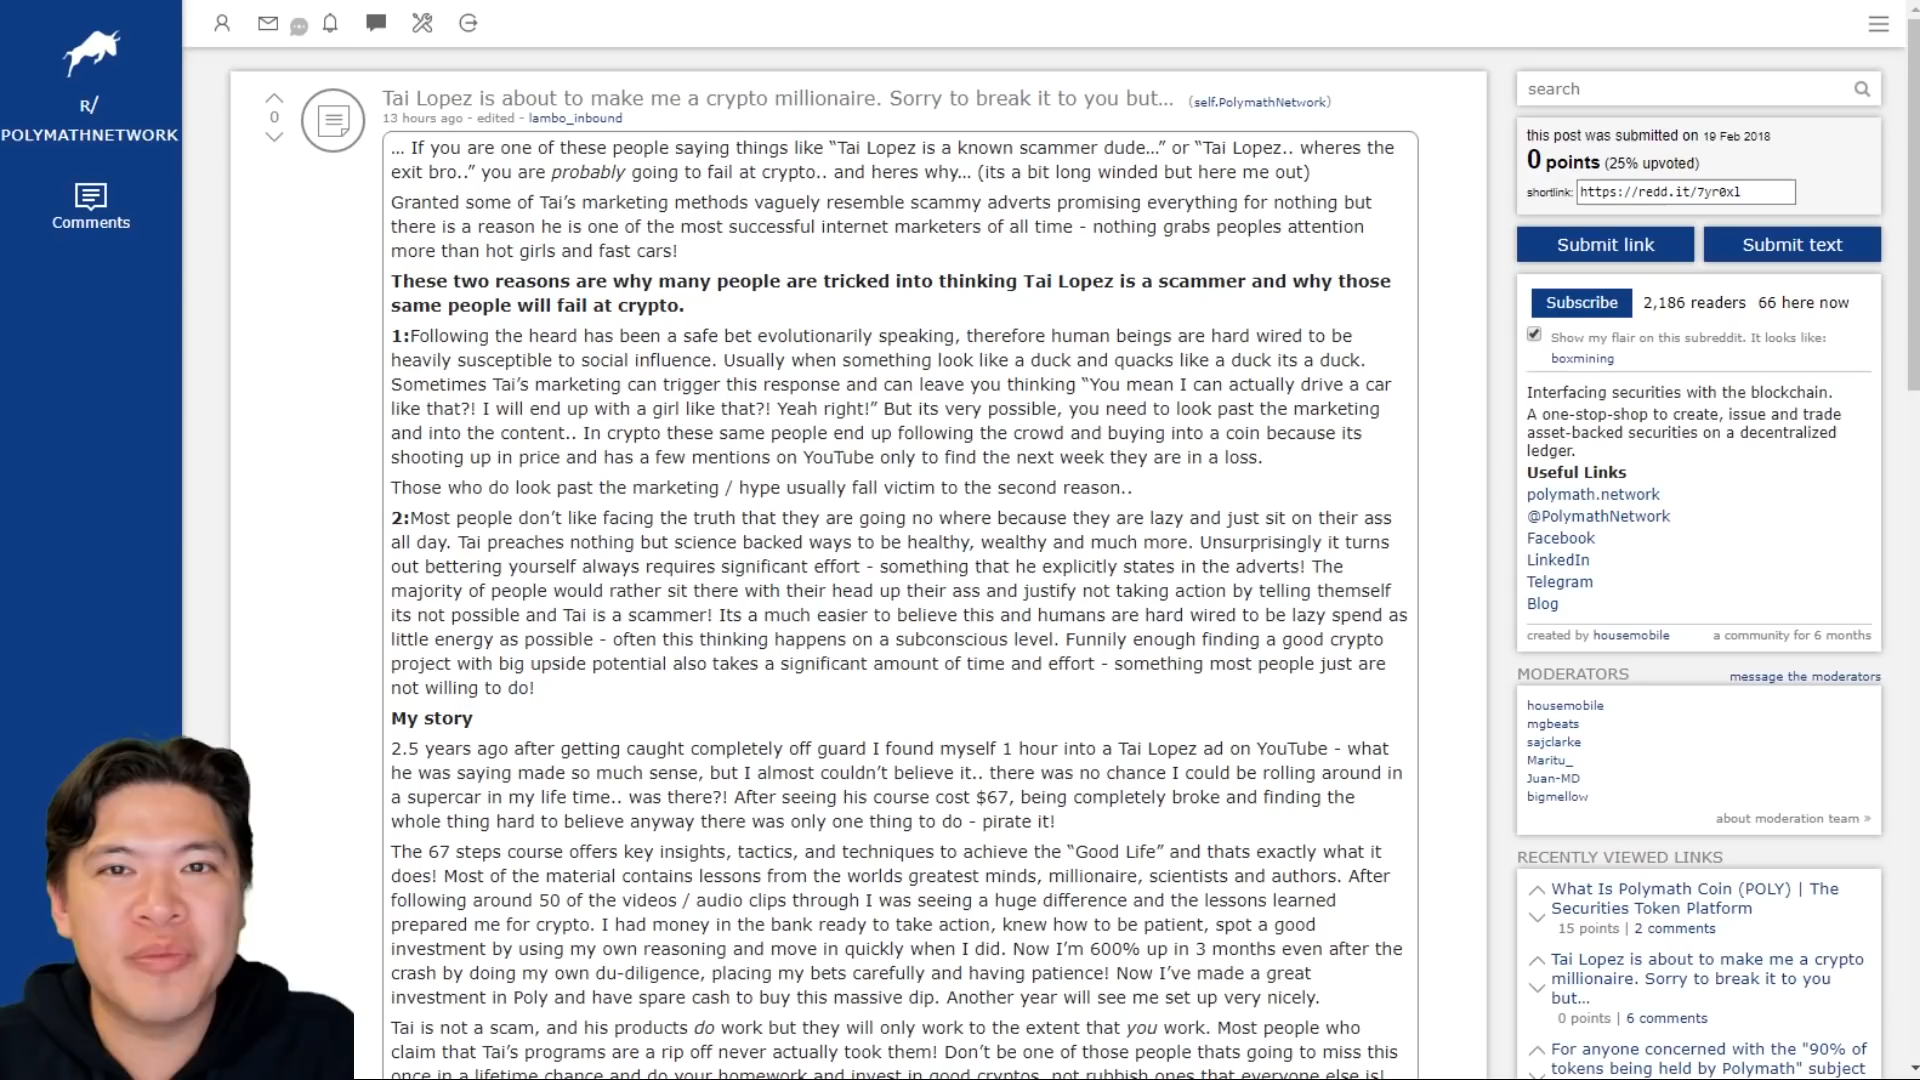 R/
POLYMATHNETWORK
Comments
0
Tai Lopez is about to make me a crypto millionaire. Sorry to break it to you but... (self.PolymathNetwork)
13 hours ago - edited - lambo_inbound
... If you are one of these people saying things like “Tai Lopez is a known scammer dude...” or “Tai Lopez.. wheres the
exit bro..” you are probably going to fail at crypto.. and heres why... (its a bit long winded but here me out)
Granted some of Tai’s marketing methods vaguely resemble scammy adverts promising everything for nothing but
there is a reason he is one of the most successful internet marketers of all time - nothing grabs peoples attention
more than hot girls and fast cars!
These two reasons are why many people are tricked into thinking Tai Lopez is a scammer and why those
same people will fail at crypto.
1:Following the heard has been a safe bet evolutionarily speaking, therefore human beings are hard wired to be
heavily susceptible to social influence. Usually when something look like a duck and quacks like a duck its a duck.
Sometimes Tai’s marketing can trigger this response and can leave you thinking “You mean I can actually drive a car
like that?! I will end up with a girl like that?! Yeah right!” But its very possible, you need to look past the marketing
and into the content.. In crypto these same people end up following the crowd and buying into a coin because its
shooting up in price and has a few mentions on YouTube only to find the next week they are in a loss.
Those who do look past the marketing / hype usually fall victim to the second reason..
2:Most people don’t like facing the truth that they are going no where because they are lazy and just sit on their ass
all day. Tai preaches nothing but science backed ways to be healthy, wealthy and much more. Unsurprisingly it turns
out bettering yourself always requires significant effort - something that he explicitly states in the adverts! The
majority of people would rather sit there with their head up their ass and justify not taking action by telling themself
its not possible and Tai is a scammer! Its a much easier to believe this and humans are hard wired to be lazy spend as
little energy as possible - often this thinking happens on a subconscious level. Funnily enough finding a good crypto
project with big upside potential also takes a significant amount of time and effort - something most people just are
not willing to do!
My story
2.5 years ago after getting caught completely off guard I found myself 1 hour into a Tai Lopez ad on YouTube - what
he was saying made so much sense, but I almost couldn’t believe it.. there was no chance I could be rolling around in
a supercar in my life time.. was there?! After seeing his course cost $67, being completely broke and finding the
whole thing hard to believe anyway there was only one thing to do - pirate it!
The 67 steps course offers key insights, tactics, and techniques to achieve the “Good Life” and thats exactly what it
does! Most of the material contains lessons from the worlds greatest minds, millionaire, scientists and authors. After
following around 50 of the videos / audio clips through I was seeing a huge difference and the lessons learned
prepared me for crypto. I had money in the bank ready to take action, knew how to be patient, spot a good
investment by using my own reasoning and move in quickly when I did. Now I’m 600% up in 3 months even after the
crash by doing my own du-diligence, placing my bets carefully and having patience! Now I’ve made a great
investment in Poly and have spare cash to buy this massive dip. Another year will see me set up very nicely.
Tai is not a scam, and his products do work but they will only work to the extent that you work. Most people who
claim that Tai’s programs are a rip off never actually took them! Don’t be one of those people thats going to miss this
once in a lifetime chance and do your homework and invest in good cryptos, not rubbish ones that everyone else is!
search
this post was submitted on 19 Feb 2018
0 points (25% upvoted)
shortlink: https://redd.it/7yr0xl
Submit link
Submit text
Subscribe 2,186 readers 66 here now
Show my flair on this subreddit. It looks like:
boxmining
Interfacing securities with the blockchain.
A one-stop-shop to create, issue and trade
asset-backed securities on a decentralized
ledger.
Useful Links
polymath.network
@PolymathNetwork
Facebook
LinkedIn
Telegram
Blog
created by housemobile a community for 6 months
MODERATORS message the moderators
housemobile
mgbeats
sajclarke
Maritu_
Juan-MD
bigmellow
about moderation team »
RECENTLY VIEWED LINKS
What Is Polymath Coin (POLY) | The
Securities Token Platform
15 points | 2 comments
Tai Lopez is about to make me a crypto
millionaire. Sorry to break it to you
but...
0 points | 6 comments
For anyone concerned with the "90% of
tokens being held by Polymath" subject